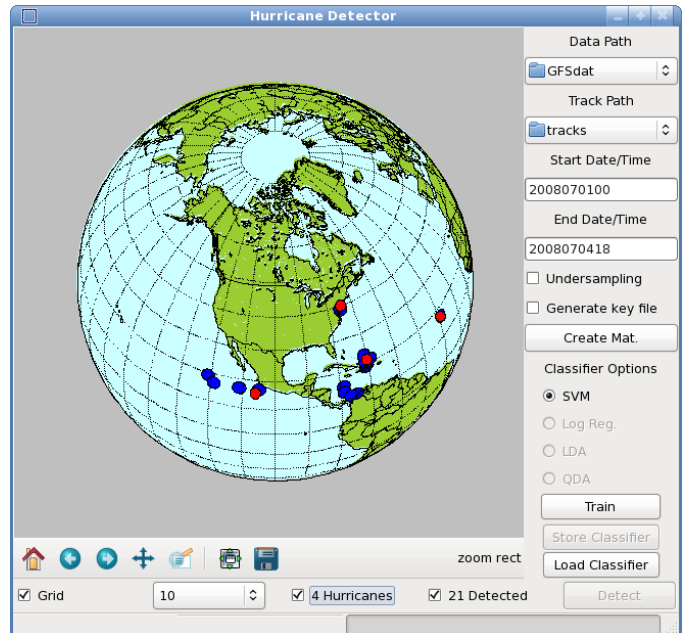 Hurricane Detector
Data Path
GFSdat
Track Path
tracks
Start Date/Time
2008070100
End Date/Time
2008070418
Undersampling
Generate key file
Create Mat.
Classifier Options
SVM
Log Reg.
LDA
QDA
Train
Store Classifier
Load Classifier
zoom rect
Grid
10
4 Hurricanes
21 Detected
Detect